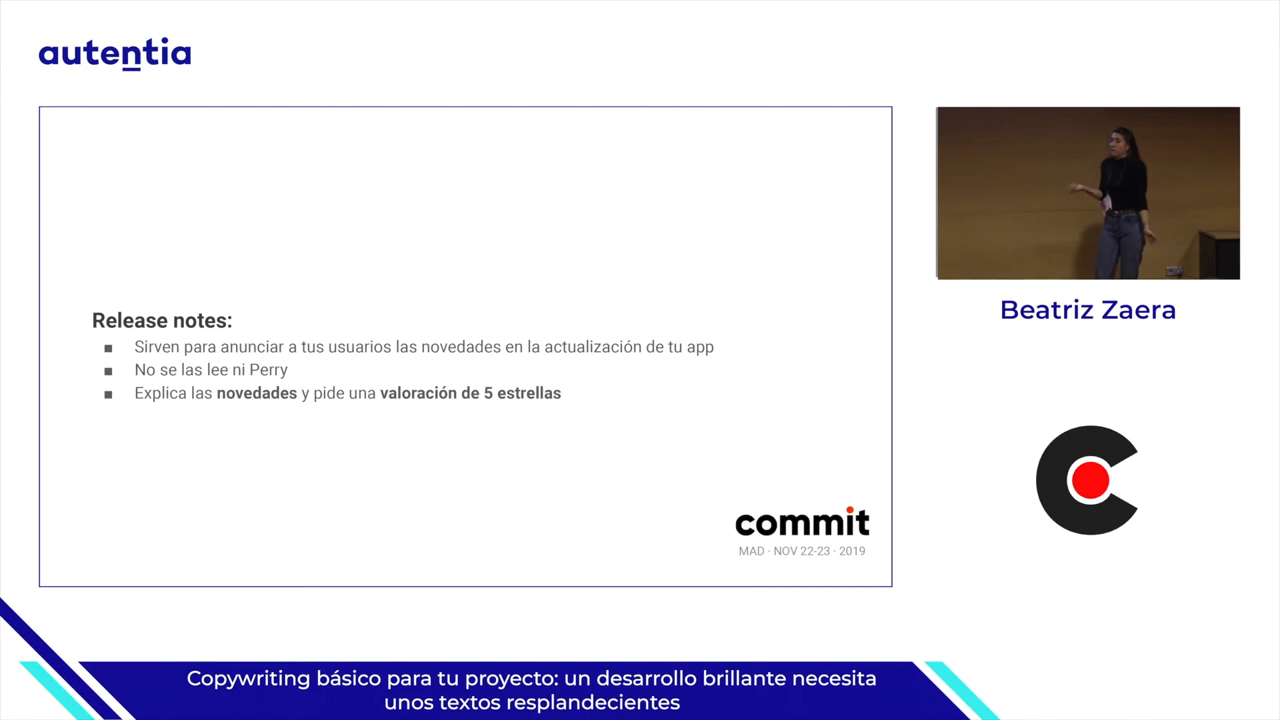 autentia
Release notes:
Sirven para anunciar a tus usuarios las novedades en la actualización de tu app
No se las lee ni Perry
Explica las novedades y pide una valoración de 5 estrellas
commit
MAD · NOV 22-23 · 2019
Beatriz Zaera
Copywriting básico para tu proyecto: un desarrollo brillante necesita
unos textos resplandecientes